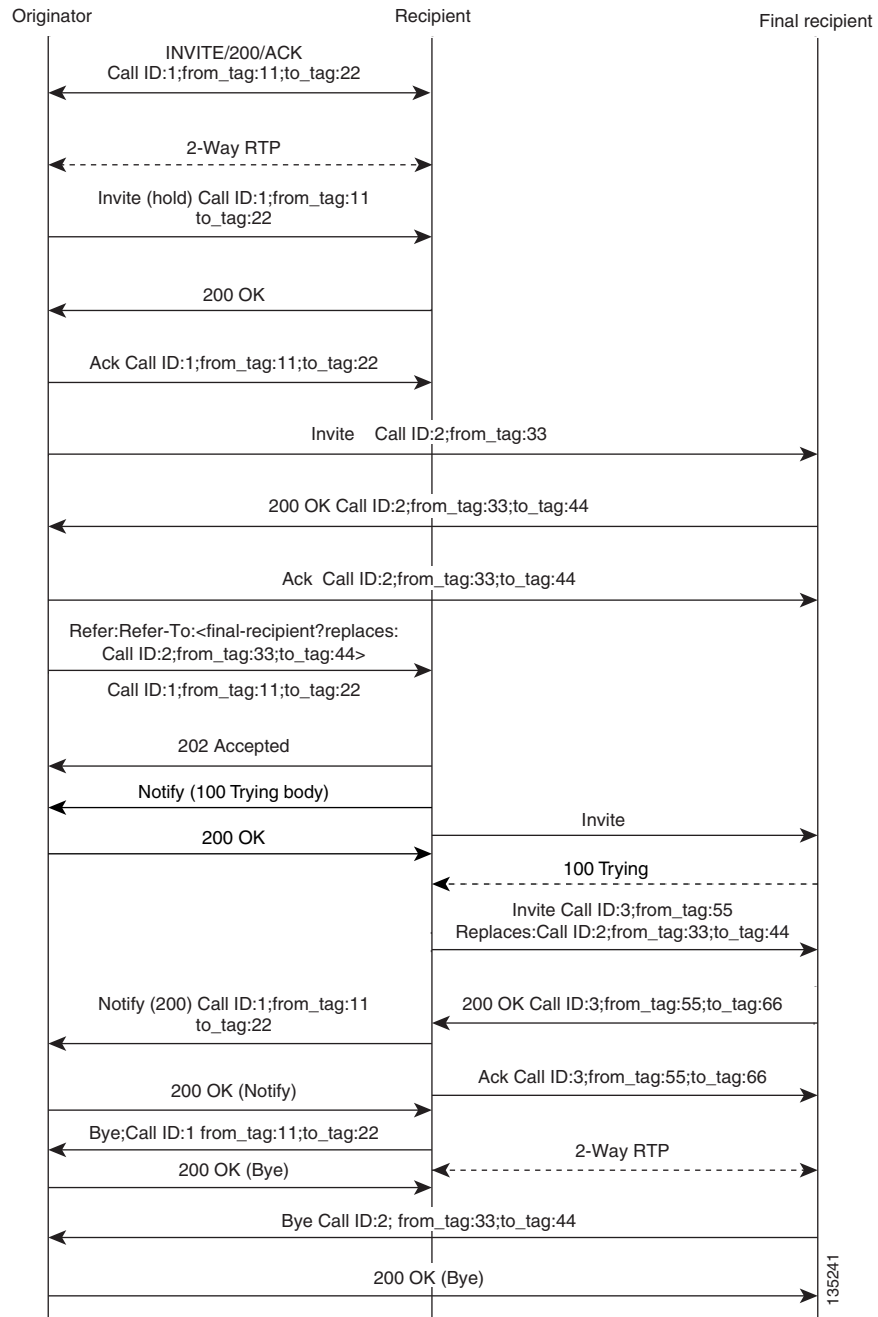 Originator
Recipient
Final recipient
INVITE/200/ACK
Call ID:1;from_tag:11;to_tag:22
2-Way RTP
Invite (hold) Call ID:1;from_tag:11
to_tag:22
200 OK
Ack Call ID:1;from_tag:11;to_tag:22
Invite Call ID:2;from_tag:33
200 OK Call ID:2;from_tag:33;to_tag:44
Ack Call ID:2;from_tag:33;to_tag:44
Refer:Refer-To:<final-recipient?replaces:
Call ID:2;from_tag:33;to_tag:44>
Call ID:1;from_tag:11;to_tag:22
202 Accepted
Notify (100 Trying body)
Invite
200 OK
100 Trying
Invite Call ID:3;from_tag:55
Replaces:Call ID:2;from_tag:33;to_tag:44
Notify (200) Call ID:1;from_tag:11
to_tag:22
200 OK Call ID:3;from_tag:55;to_tag:66
Ack Call ID:3;from_tag:55;to_tag:66
200 OK (Notify)
Bye;Call ID:1 from_tag:11;to_tag:22
2-Way RTP
200 OK (Bye)
Bye Call ID:2; from_tag:33;to_tag:44
200 OK (Bye)
135241